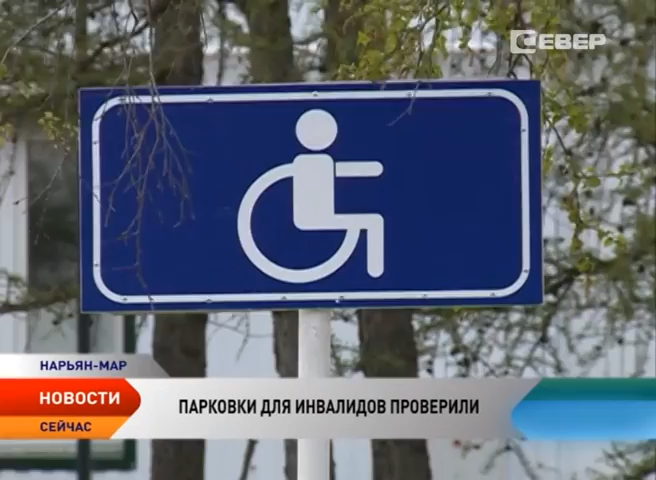 СЕВЕР
НАРЬЯН-МАР
НОВОСТИ
СЕЙЧАС
ПАРКОВКИ ДЛЯ ИНВАЛИДОВ ПРОВЕРИЛИ